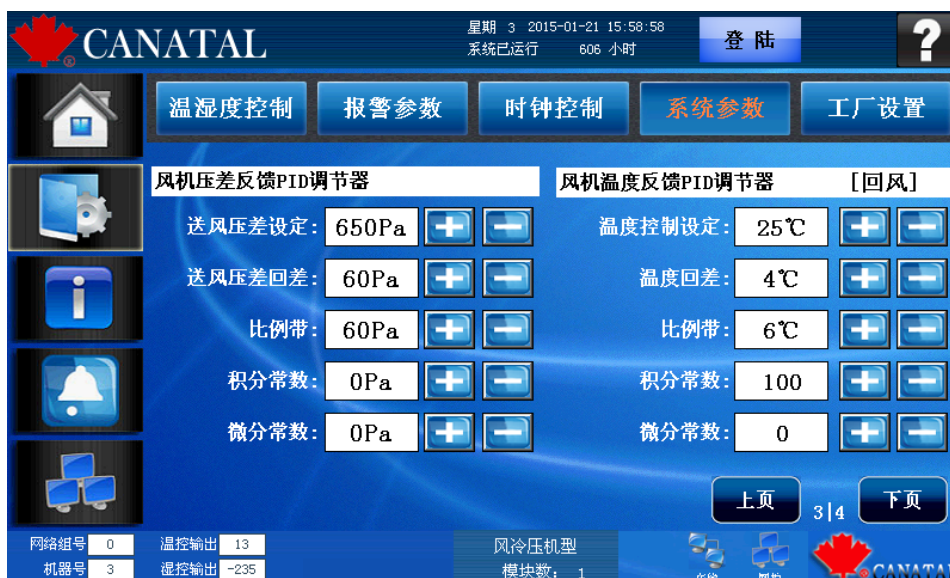 CANATAL
®
星期 3 2015-01-21 15:58:58
系统已运行 606 小时
登 陆
?
温湿度控制 报警参数 时钟控制 系统参数 工厂设置
风机压差反馈PID调节器 风机温度反馈PID调节器 [回风]
送风压差设定: 650Pa 温度控制设定: 25℃
送风压差回差: 60Pa 温度回差: 4℃
比例带: 60Pa 比例带: 6℃
积分常数: 0Pa 积分常数: 100
微分常数: 0Pa 微分常数: 0
上页 3|4 下页
网络组号 0 温控输出 13 风冷压机型
机器号 3 湿控输出 -235 模块数: 1
CANATAL